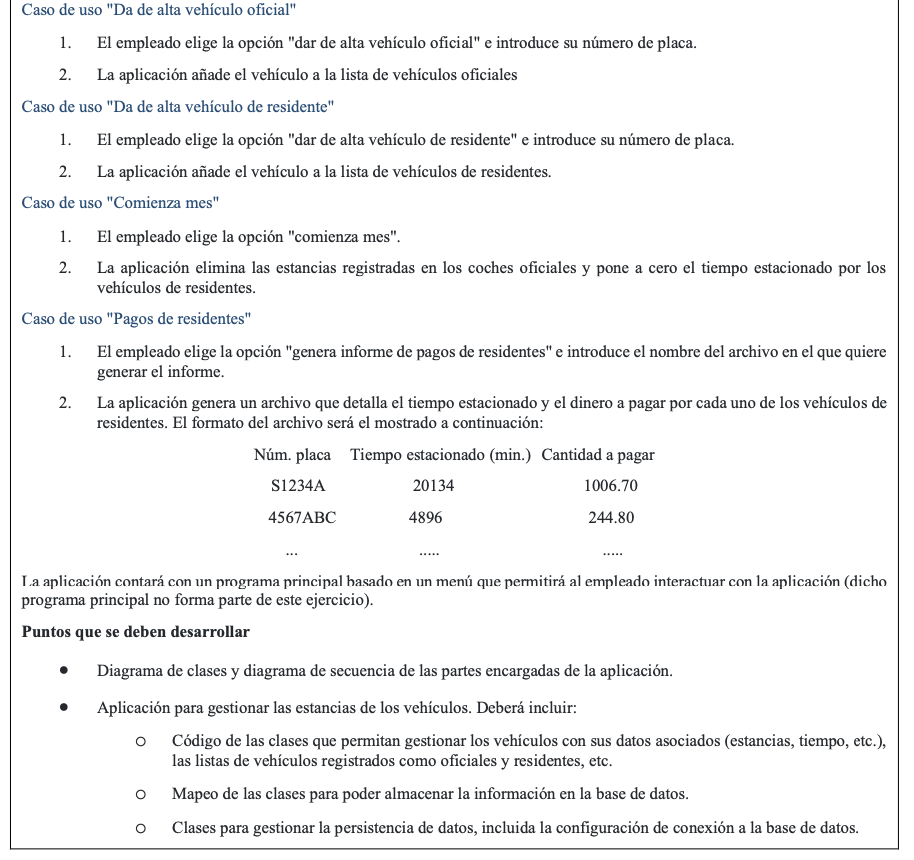 Caso de uso "Da de alta vehículo oficial"
1. El empleado elige la opción "dar de alta vehículo oficial" e introduce su número de placa.
2. La aplicación añade el vehículo a la lista de vehículos oficiales
Caso de uso "Da de alta vehículo de residente"
1. El empleado elige la opción "dar de alta vehículo de residente" e introduce su número de placa.
2. La aplicación añade el vehículo a la lista de vehículos de residentes.
Caso de uso "Comienza mes"
1. El empleado elige la opción "comienza mes".
2. La aplicación elimina las estancias registradas en los coches oficiales y pone a cero el tiempo estacionado por los
vehículos de residentes.
Caso de uso "Pagos de residentes"
1. El empleado elige la opción "genera informe de pagos de residentes" e introduce el nombre del archivo en el que quiere
generar el informe.
2. La aplicación genera un archivo que detalla el tiempo estacionado y el dinero a pagar por cada uno de los vehículos de
residentes. El formato del archivo será el mostrado a continuación:
Núm. placa Tiempo estacionado (min.) Cantidad a pagar
S1234A 20134 1006.70
4567ABC 4896 244.80
... ..... .....
La aplicación contará con un programa principal basado en un menú que permitirá al empleado interactuar con la aplicación (dicho
programa principal no forma parte de este ejercicio).
Puntos que se deben desarrollar
● Diagrama de clases y diagrama de secuencia de las partes encargadas de la aplicación.
● Aplicación para gestionar las estancias de los vehículos. Deberá incluir:
○ Código de las clases que permitan gestionar los vehículos con sus datos asociados (estancias, tiempo, etc.),
las listas de vehículos registrados como oficiales y residentes, etc.
○ Mapeo de las clases para poder almacenar la información en la base de datos.
○ Clases para gestionar la persistencia de datos, incluida la configuración de conexión a la base de datos.